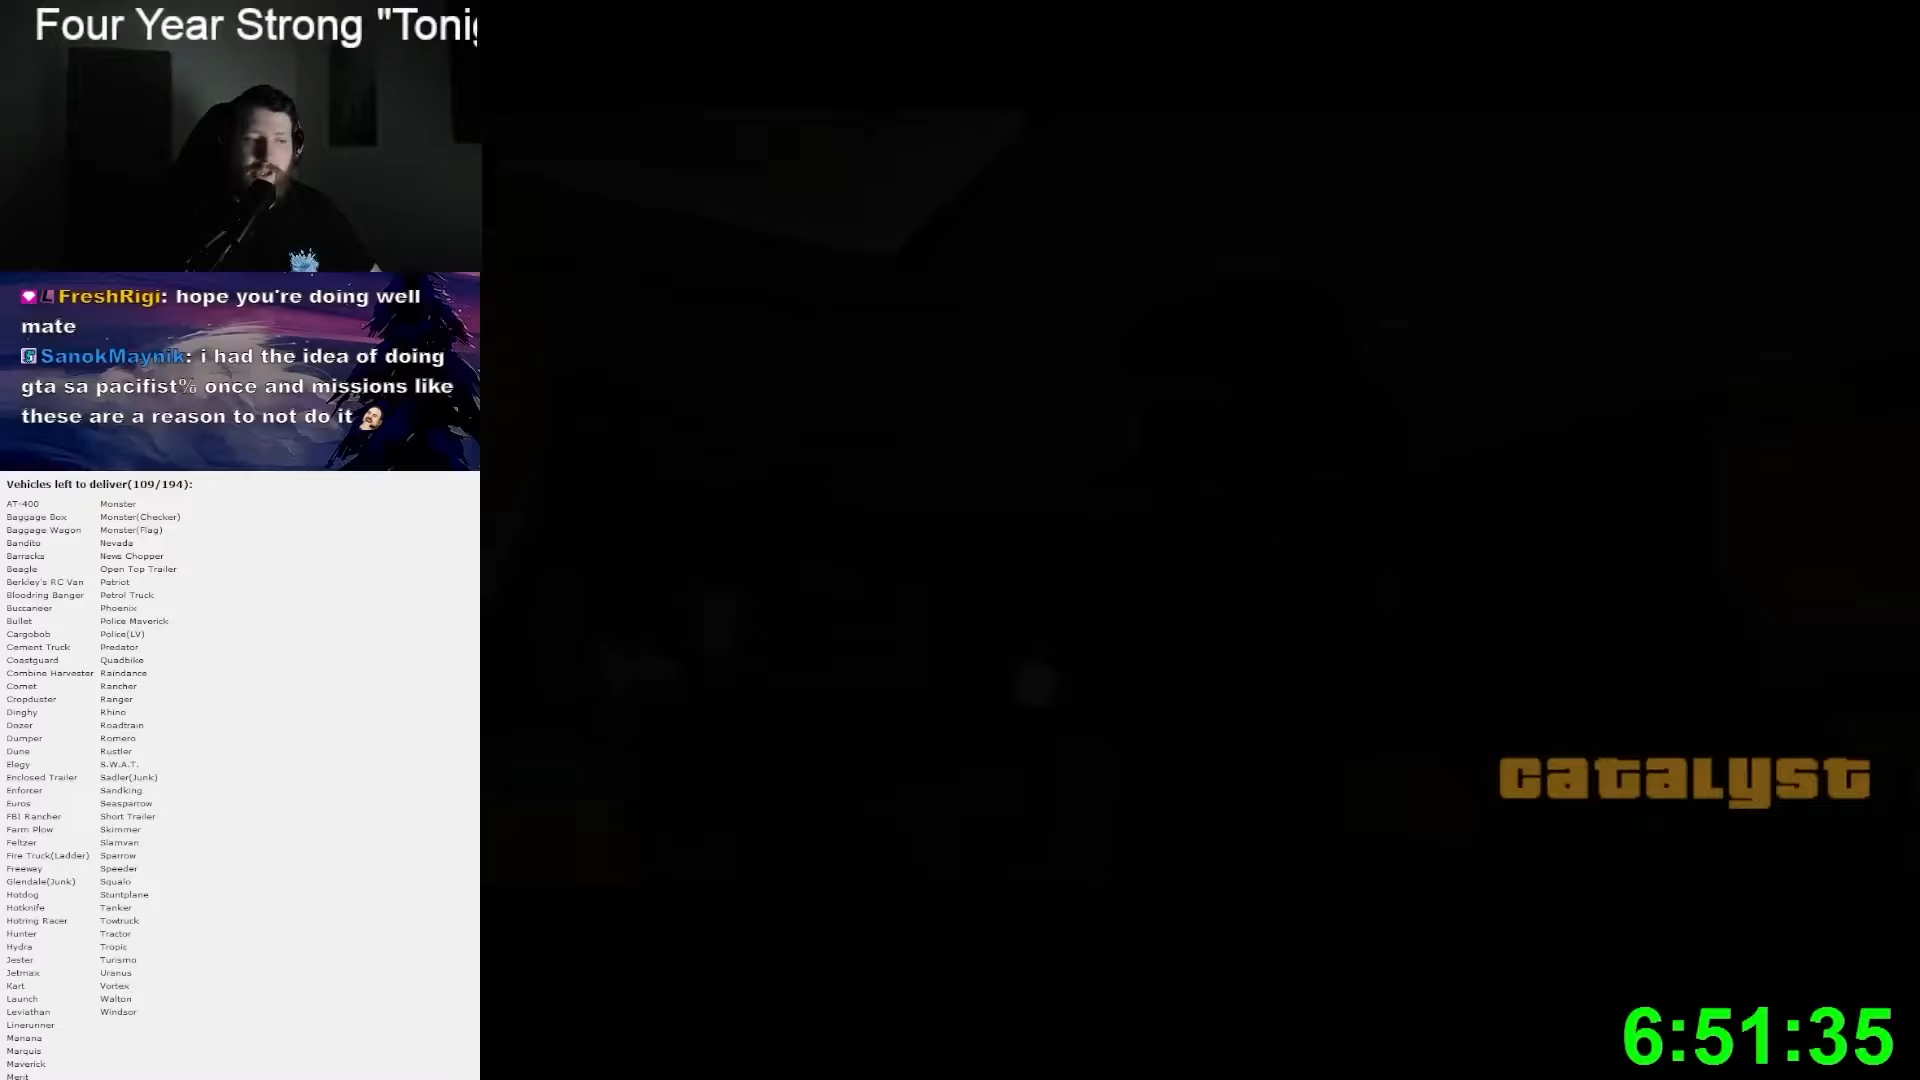 Four Year Strong "Tonig
FreshRigi: hope you're doing well
mate
SanokMaynik: i had the idea of doing
gta sa pacifist% once and missions like
these are a reason to not do it
Vehicles left to deliver(109/194):
AT-400
Baggage Box
Baggage Wagon
Bandito
Barracks
Beagle
Berkley's RC Van
Bloodring Banger
Buccaneer
Bullet
Cargobob
Cement Truck
Coastguard
Combine Harvester
Comet
Cropduster
Dinghy
Dozer
Dumper
Dune
Elegy
Enclosed Trailer
Enforcer
Euros
FBI Rancher
Farm Plow
Feltzer
Fire Truck(Ladder)
Freeway
Glendale(Junk)
Hotdog
Hotknife
Hotring Racer
Hunter
Hydra
Jester
Jetmax
Kart
Launch
Leviathan
Linerunner
Manana
Marquis
Maverick
Merit
Monster
Monster(Checker)
Monster(Flag)
Nevada
News Chopper
Open Top Trailer
Patriot
Petrol Truck
Phoenix
Police Maverick
Police(LV)
Predator
Quadbike
Raindance
Rancher
Ranger
Rhino
Roadtrain
Romero
Rustler
S.W.A.T.
Sadler(Junk)
Sandking
Seasparrow
Short Trailer
Skimmer
Slamvan
Sparrow
Speeder
Squalo
Stuntplane
Tanker
Towtruck
Tractor
Tropic
Turismo
Uranus
Vortex
Walton
Windsor
catalyst
6:51:35